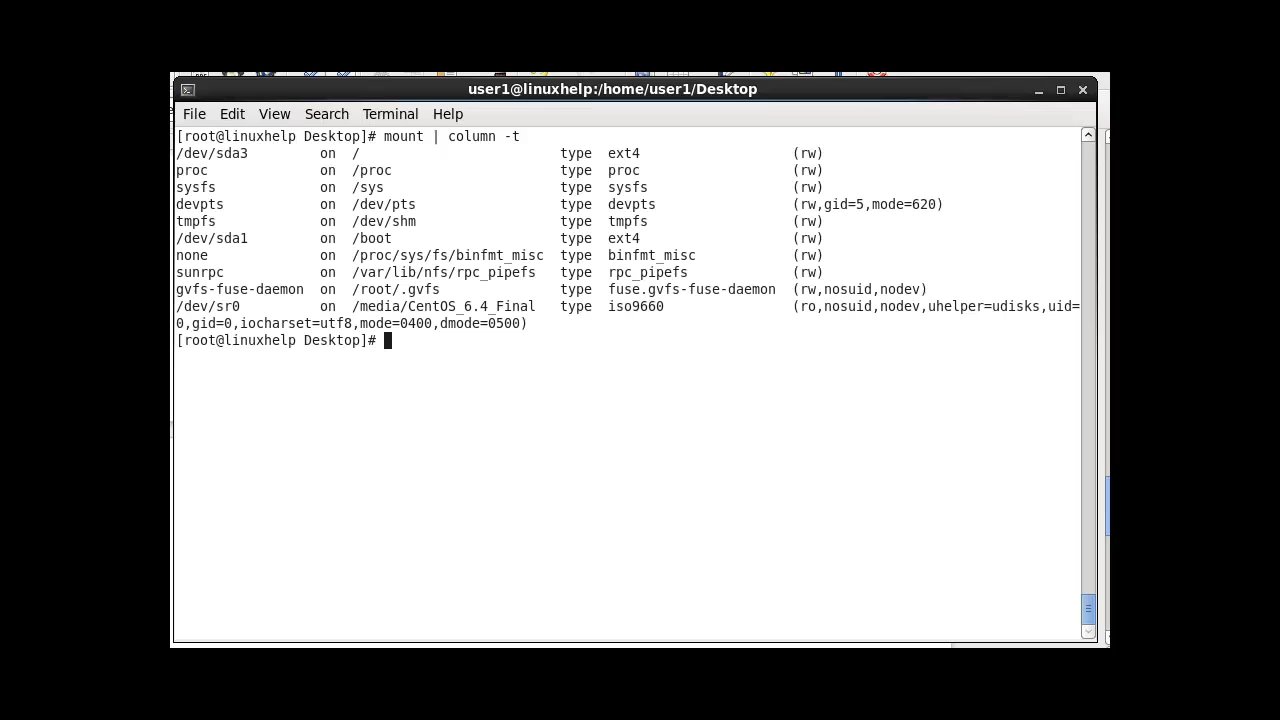 user1@linuxhelp:/home/user1/Desktop
File Edit View Search Terminal Help
[root@linuxhelp Desktop]# mount | column -t
/dev/sda3         on  /                         type  ext4                   (rw)
proc              on  /proc                     type  proc                   (rw)
sysfs             on  /sys                      type  sysfs                  (rw)
devpts            on  /dev/pts                  type  devpts                 (rw,gid=5,mode=620)
tmpfs             on  /dev/shm                  type  tmpfs                  (rw)
/dev/sda1         on  /boot                     type  ext4                   (rw)
none              on  /proc/sys/fs/binfmt_misc  type  binfmt_misc            (rw)
sunrpc            on  /var/lib/nfs/rpc_pipefs   type  rpc_pipefs             (rw)
gvfs-fuse-daemon  on  /root/.gvfs               type  fuse.gvfs-fuse-daemon  (rw,nosuid,nodev)
/dev/sr0          on  /media/CentOS_6.4_Final   type  iso9660                (ro,nosuid,nodev,uhelper=udisks,uid=
0,gid=0,iocharset=utf8,mode=0400,dmode=0500)
[root@linuxhelp Desktop]#